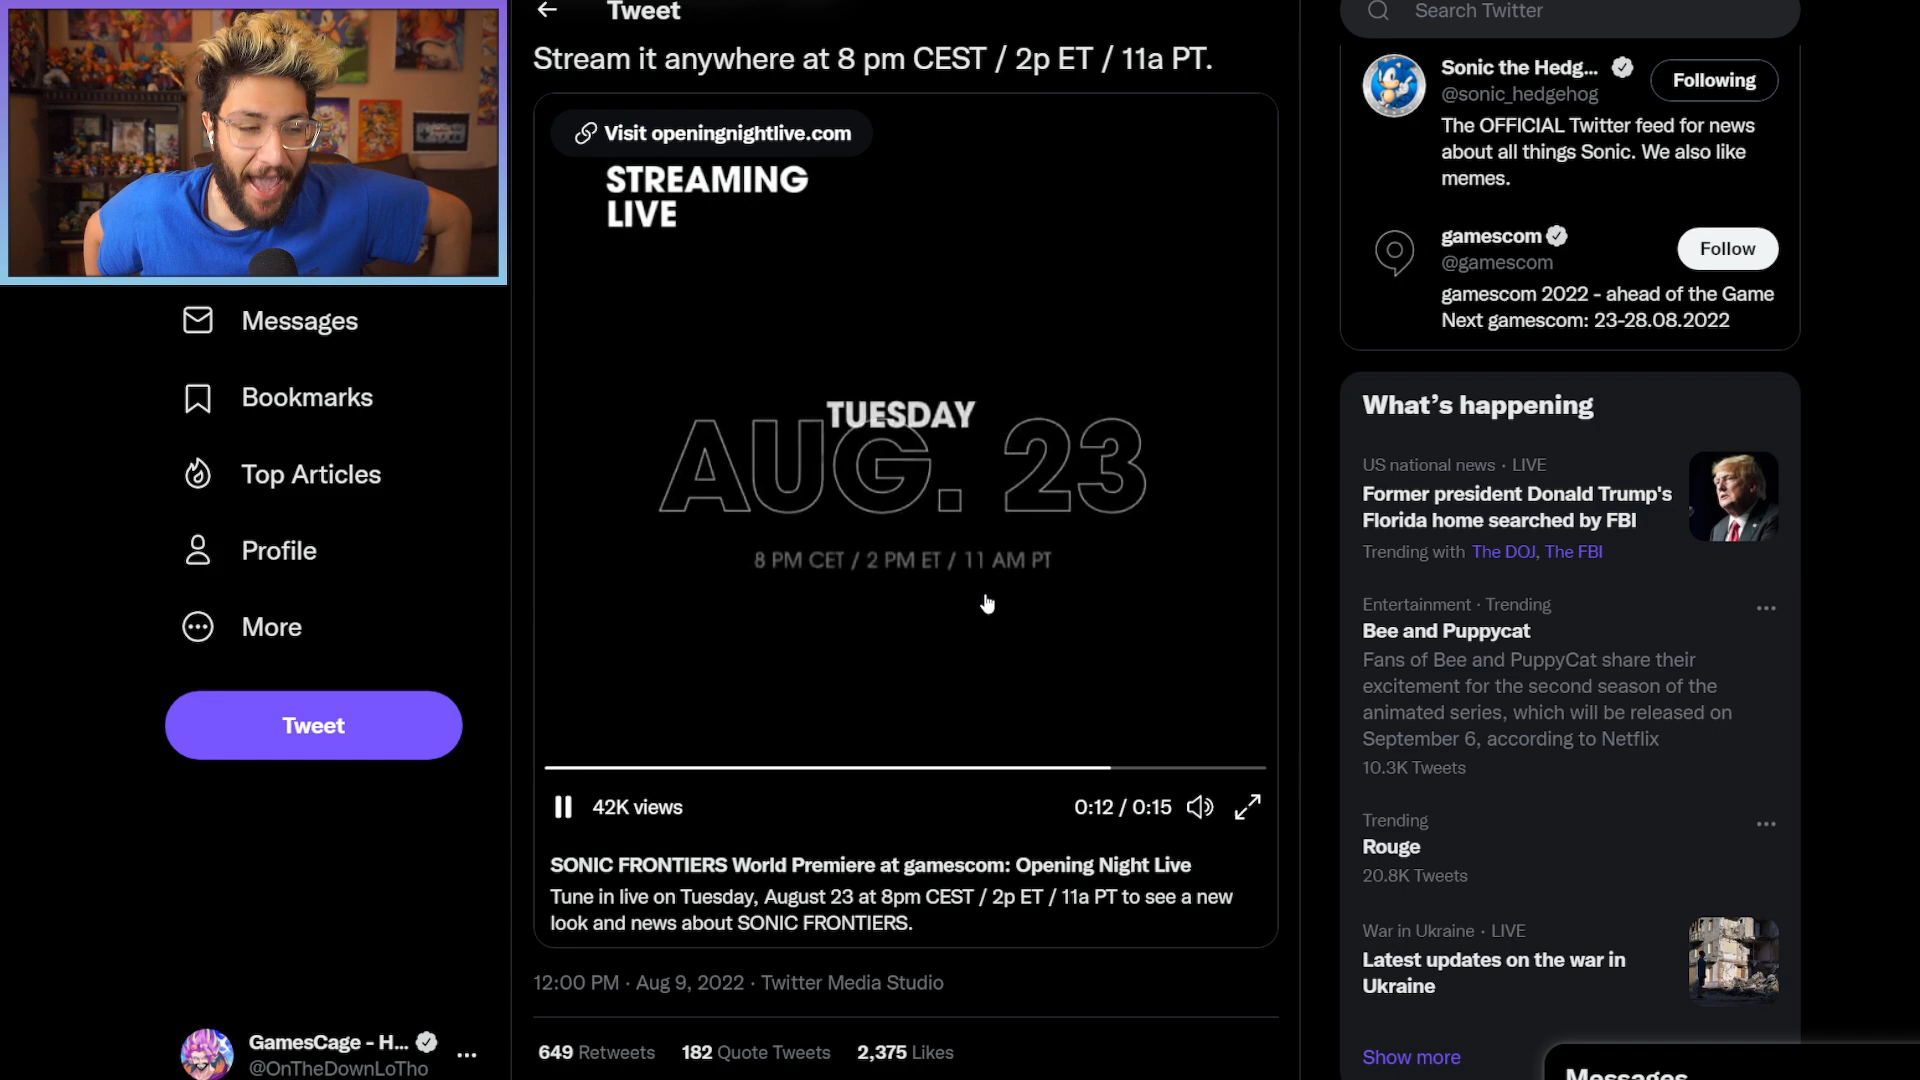 Tweet
Stream it anywhere at 8 pm CEST / 2p ET / 11a PT.
Visit openingnightlive.com
STREAMING
LIVE
TUESDAY
AUG. 23
8 PM CET / 2 PM ET / 11 AM PT
42K views
0:12 / 0:15
SONIC FRONTIERS World Premiere at gamescom: Opening Night Live
Tune in live on Tuesday, August 23 at 8pm CEST / 2p ET / 11a PT to see a new
look and news about SONIC FRONTIERS.
12:00 PM · Aug 9, 2022 · Twitter Media Studio
649 Retweets 182 Quote Tweets 2,375 Likes
Messages
Bookmarks
Top Articles
Profile
More
Tweet
GamesCage - H...
@OnTheDownLoTho
Search Twitter
Sonic the Hedg...
@sonic_hedgehog
Following
The OFFICIAL Twitter feed for news
about all things Sonic. We also like
memes.
gamescom
@gamescom
Follow
gamescom 2022 - ahead of the Game
Next gamescom: 23-28.08.2022
What's happening
US national news · LIVE
Former president Donald Trump's
Florida home searched by FBI
Trending with The DOJ, The FBI
Entertainment · Trending
Bee and Puppycat
Fans of Bee and PuppyCat share their
excitement for the second season of the
animated series, which will be released on
September 6, according to Netflix
10.3K Tweets
Trending
Rouge
20.8K Tweets
War in Ukraine · LIVE
Latest updates on the war in
Ukraine
Show more
Messages